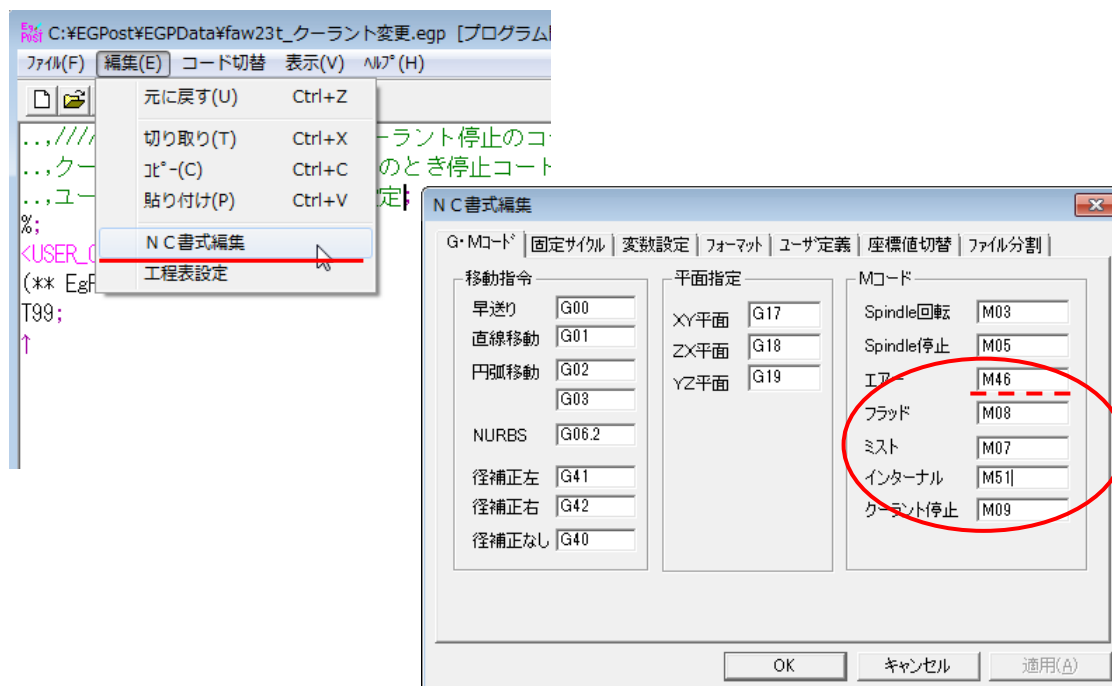 EgPost C:¥EGPost¥EGPData¥faw23t_クーラント変更.egp [プログラム
ファイル(F) 編集(E) コード切替 表示(V) ヘルプ(H)
元に戻す(U) Ctrl+Z
切り取り(T) Ctrl+X
コピー(C) Ctrl+C
貼り付け(P) Ctrl+V
ＮＣ書式編集
工程表設定
..,////
ーラント停止のコー
..,クー
のとき停止コート
..,ユー
定;
%;
<USER_
(** EgP
T99;
↑
ＮＣ書式編集
G・Mコード 固定サイクル 変数設定 フォーマット ユーザ定義 座標値切替 ファイル分割
移動指令
早送り G00
直線移動 G01
円弧移動 G02
G03
NURBS G06.2
径補正左 G41
径補正右 G42
径補正なし G40
平面指定
XY平面 G17
ZX平面 G18
YZ平面 G19
Mコード
Spindle回転 M03
Spindle停止 M05
エアー M46
フラッド M08
ミスト M07
インターナル M51
クーラント停止 M09
OK キャンセル 適用(A)